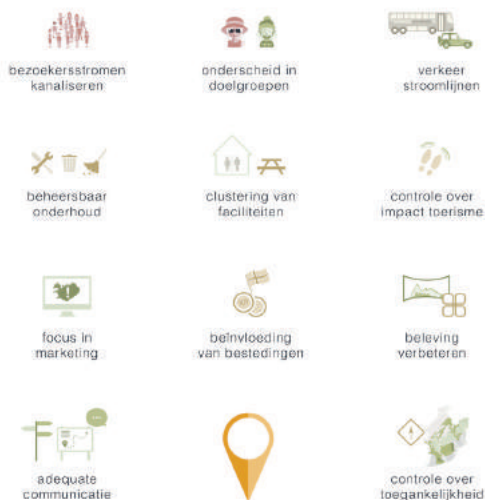 bezoekersstromen
kanaliseren
onderscheid in
doelgroepen
verkeer
stroomlijnen
beheersbaar
onderhoud
clustering van
faciliteiten
controle over
impact toerisme
focus in
marketing
beïnvloeding
van bestedingen
beleving
verbeteren
adequate
communicatie
controle over
toegankelijkheid